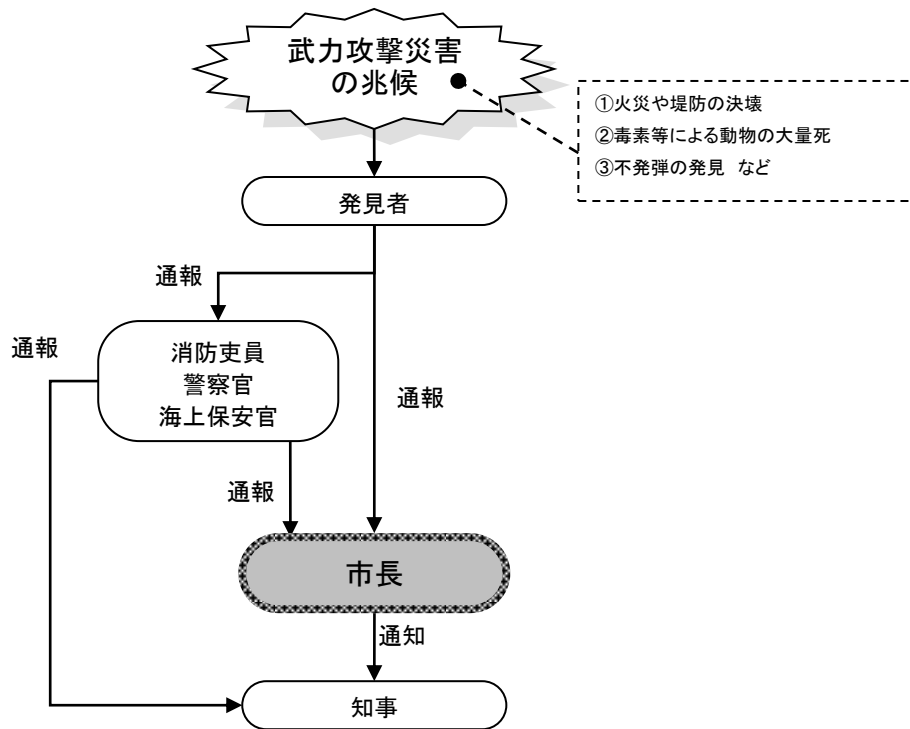 武力攻撃災害
の兆候
①火災や堤防の決壊
②毒素等による動物の大量死
③不発弾の発見 など
発見者
通報
通報
消防吏員
警察官
海上保安官
通報
通報
市長
通知
知事